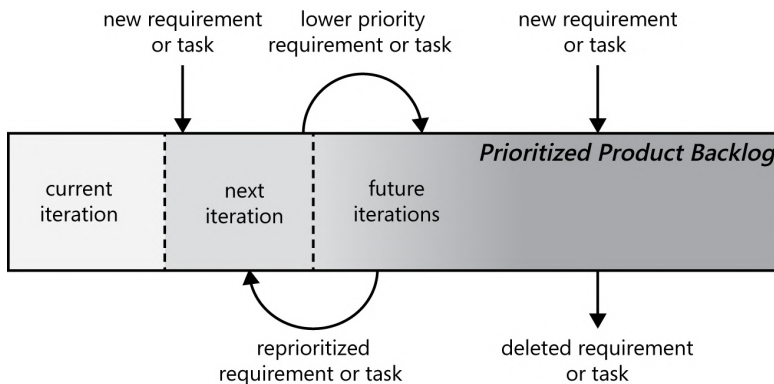 new requirement
or task
lower priority
requirement or task
new requirement
or task
Prioritized Product Backlog
current
iteration
next
iteration
future
iterations
reprioritized
requirement or task
deleted requirement
or task